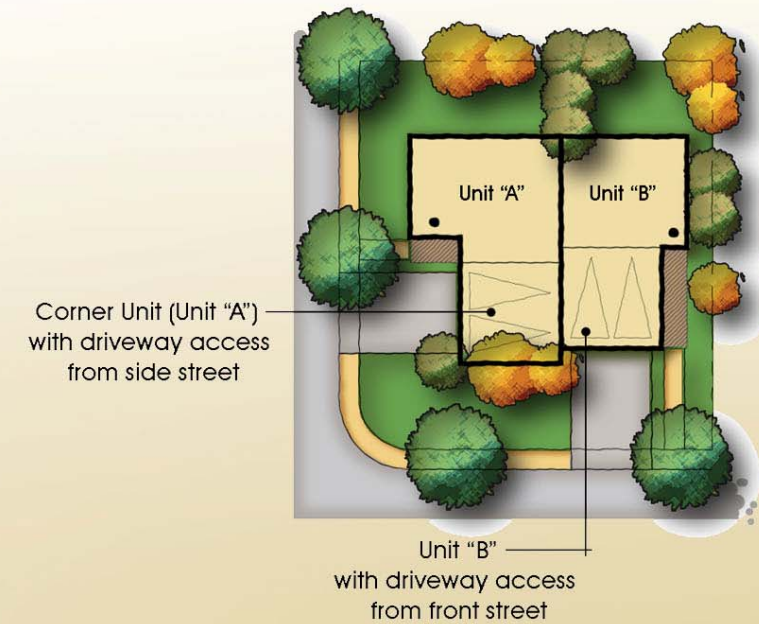 Unit “A”
Unit “B”
Corner Unit (Unit “A”)
with driveway access
from side street
Unit “B”
with driveway access
from front street